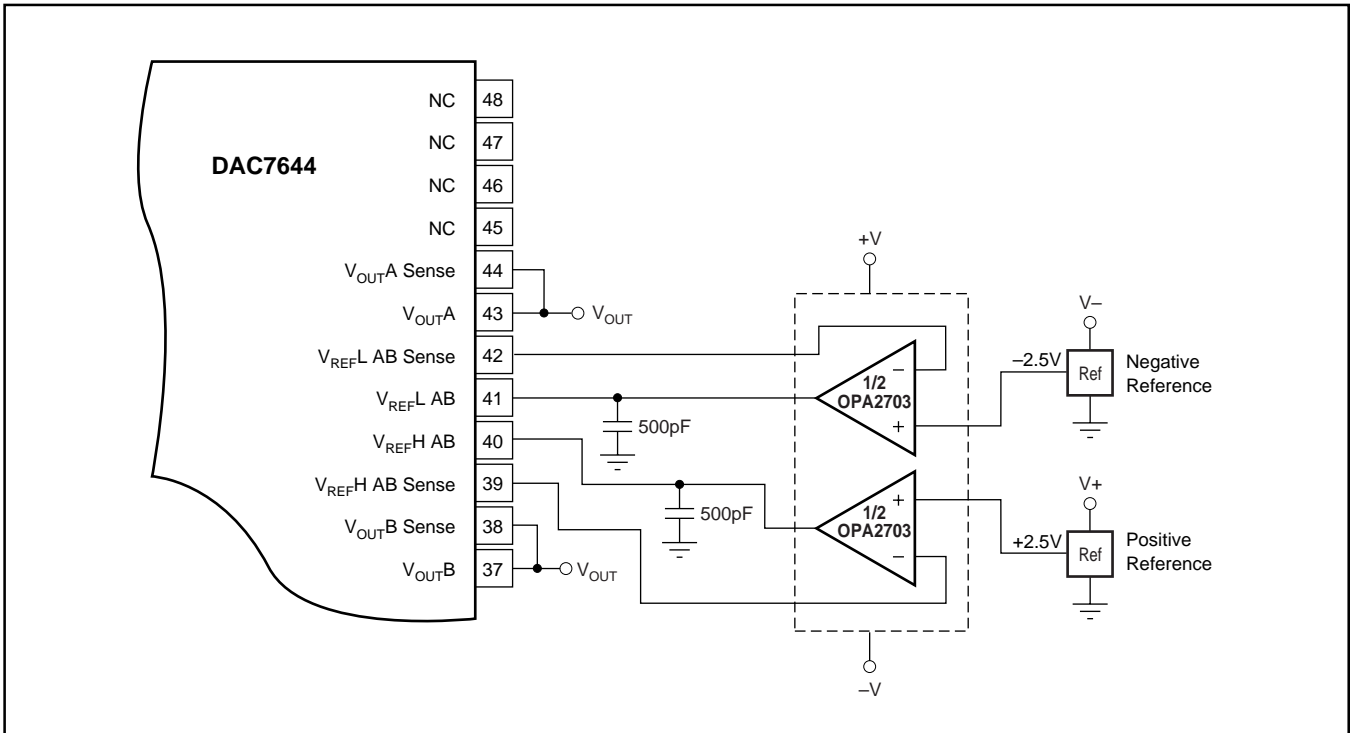 DAC7644
NC 48
NC 47
NC 46
NC 45
VOUTA Sense 44
VOUTA 43
VOUT
VREFL AB Sense 42
VREFL AB 41
VREFH AB 40
VREFH AB Sense 39
VOUTB Sense 38
VOUTB 37
VOUT
500pF
500pF
+V
–
1/2
OPA2703
+
+
1/2
OPA2703
–
–V
V–
–2.5V
Ref
Negative
Reference
V+
+2.5V
Ref
Positive
Reference